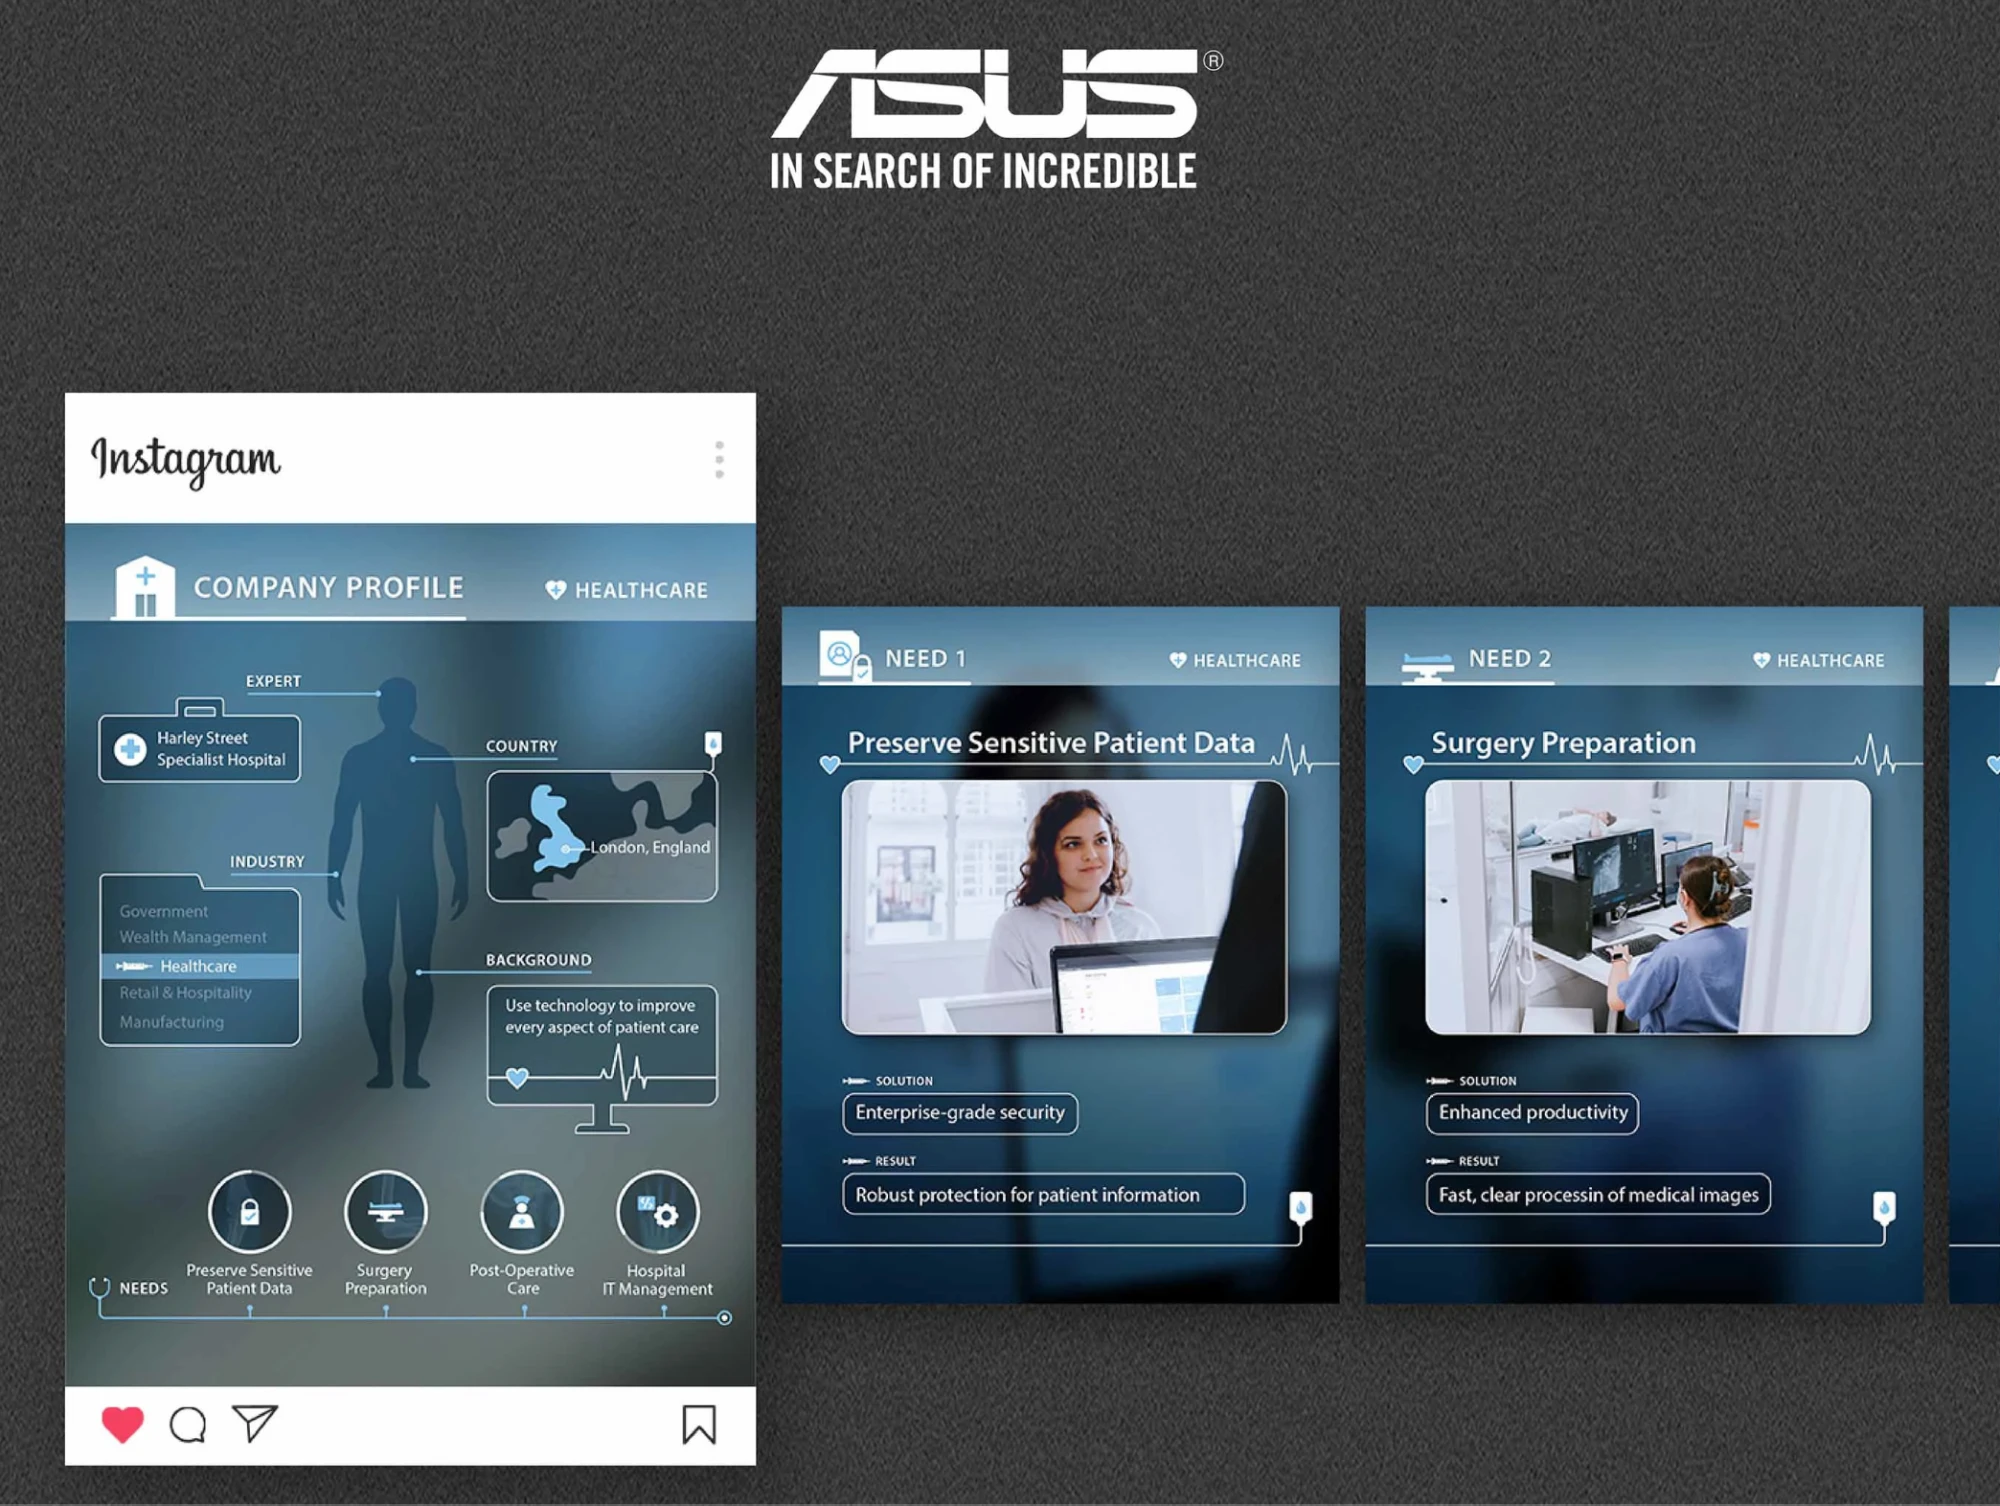 ASUS®
IN SEARCH OF INCREDIBLE
Instagram
COMPANY PROFILE
HEALTHCARE
EXPERT
Harley Street
Specialist Hospital
COUNTRY
London, England
INDUSTRY
Government
Wealth Management
Healthcare
Retail & Hospitality
Manufacturing
BACKGROUND
Use technology to improve
every aspect of patient care
NEEDS
Preserve Sensitive
Patient Data
Surgery
Preparation
Post-Operative
Care
Hospital
IT Management
NEED 1
HEALTHCARE
Preserve Sensitive Patient Data
SOLUTION
Enterprise-grade security
RESULT
Robust protection for patient information
NEED 2
HEALTHCARE
Surgery Preparation
SOLUTION
Enhanced productivity
RESULT
Fast, clear processin of medical images